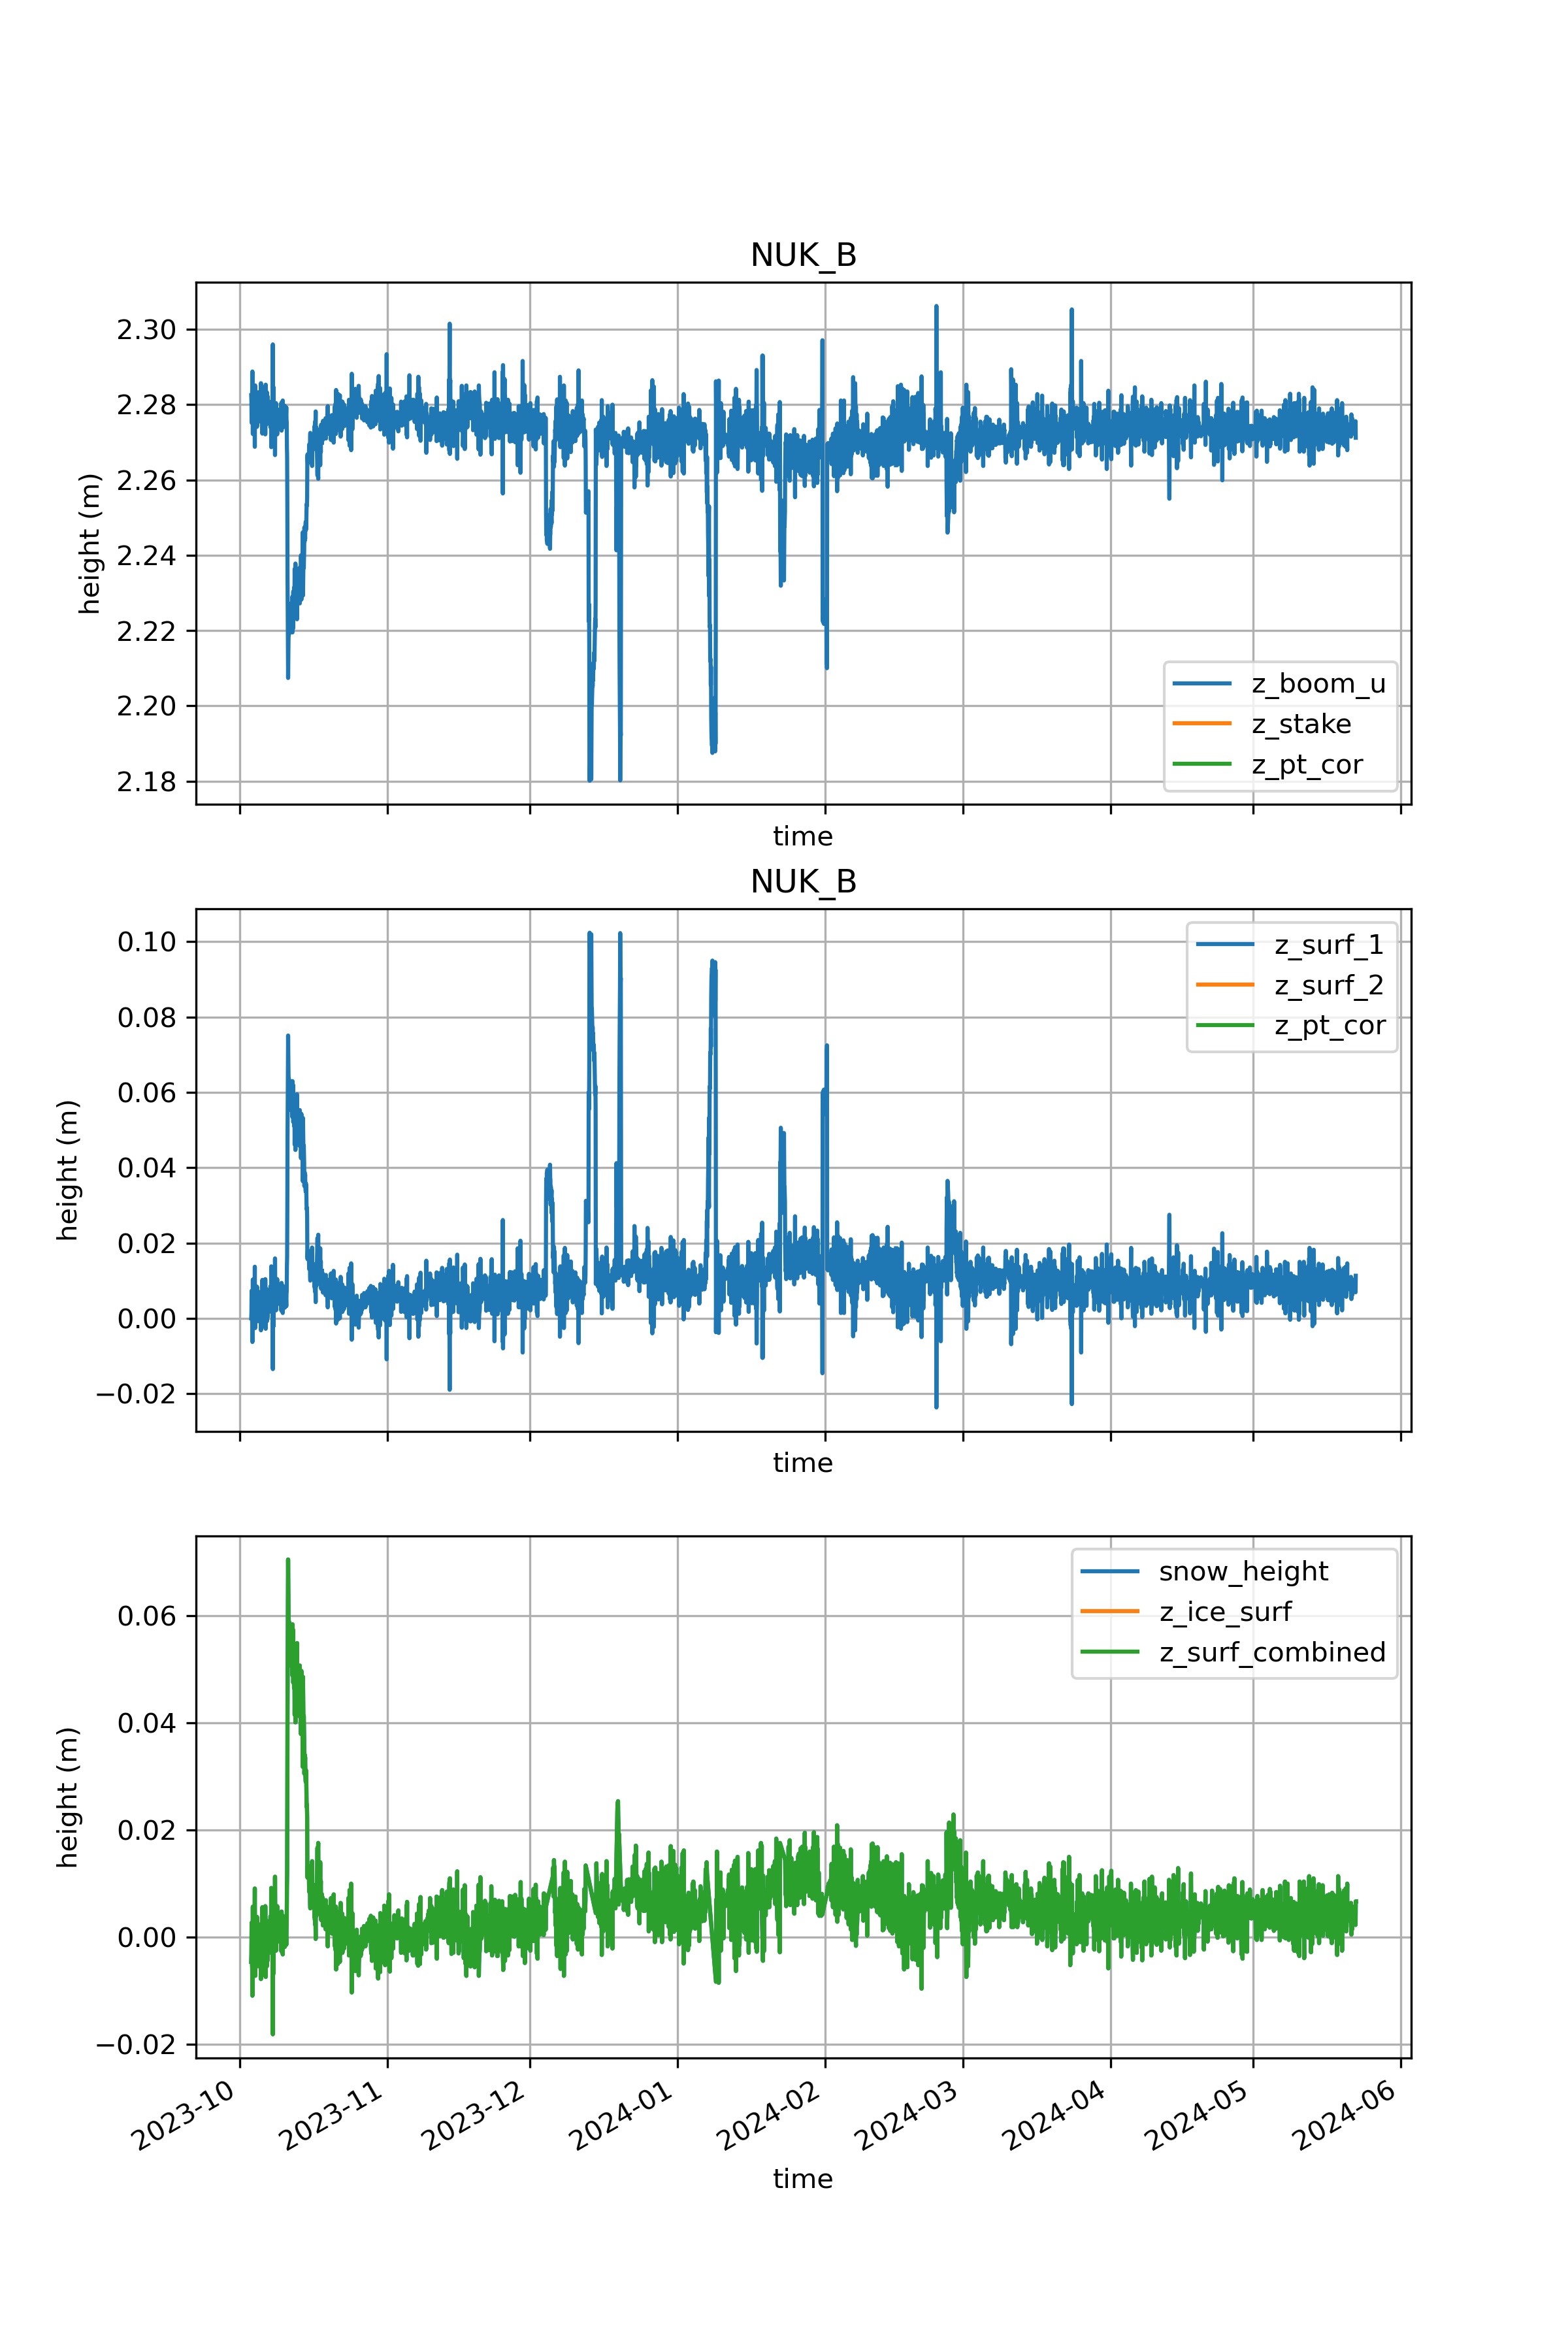 NUK_B
2.30
2.28
2.26
2.24
2.22
2.20
2.18
height (m)
z_boom_u
z_stake
z_pt_cor
time
NUK_B
0.10
0.08
0.06
0.04
0.02
0.00
−0.02
height (m)
z_surf_1
z_surf_2
z_pt_cor
time
0.06
0.04
0.02
0.00
−0.02
height (m)
snow_height
z_ice_surf
z_surf_combined
2023-10
2023-11
2023-12
2024-01
2024-02
2024-03
2024-04
2024-05
2024-06
time